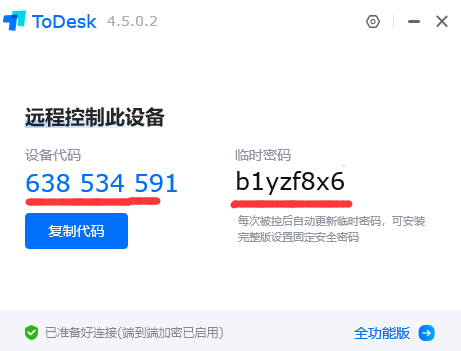 ToDesk 4.5.0.2
远程控制此设备
设备代码
638 534 591
复制代码
临时密码
b1yzf8x6
每次被控后自动更新临时密码，可安装
完整版设置固定安全密码
已准备好连接(端到端加密已启用)
全功能版